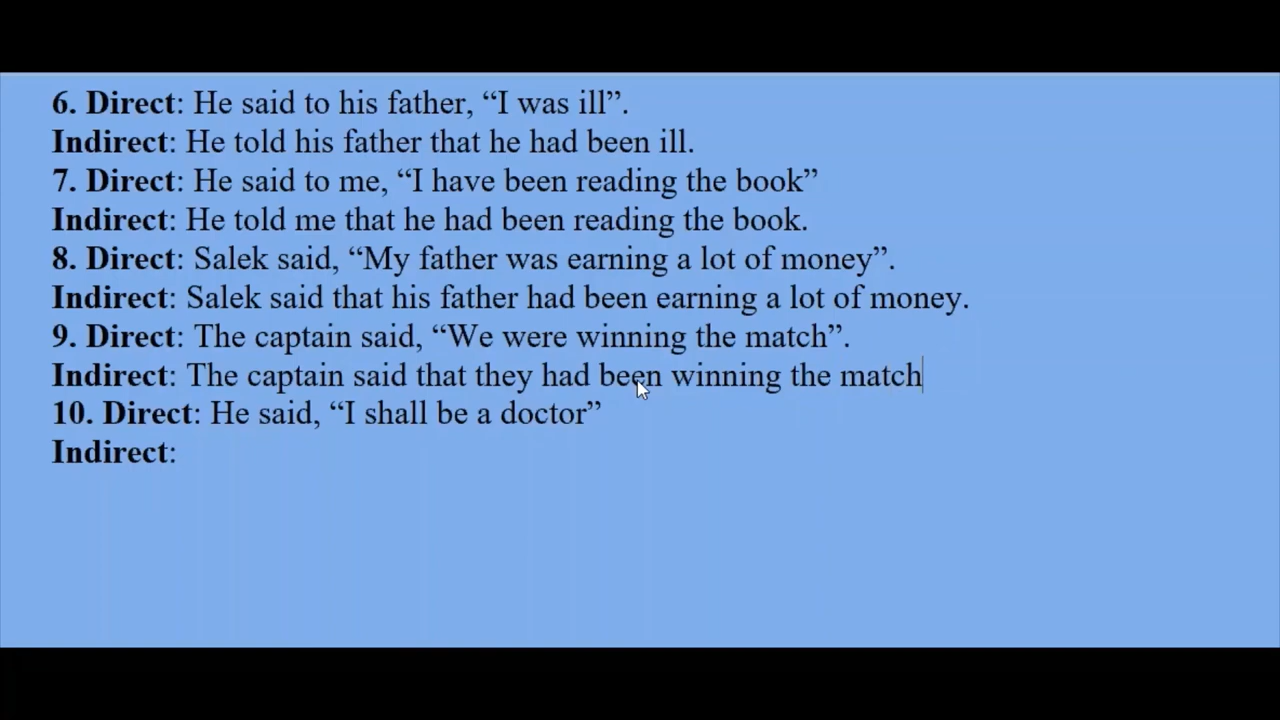 6. Direct: He said to his father, “I was ill”.
Indirect: He told his father that he had been ill.
7. Direct: He said to me, “I have been reading the book”
Indirect: He told me that he had been reading the book.
8. Direct: Salek said, “My father was earning a lot of money”.
Indirect: Salek said that his father had been earning a lot of money.
9. Direct: The captain said, “We were winning the match”.
Indirect: The captain said that they had been winning the match
10. Direct: He said, “I shall be a doctor”
Indirect: